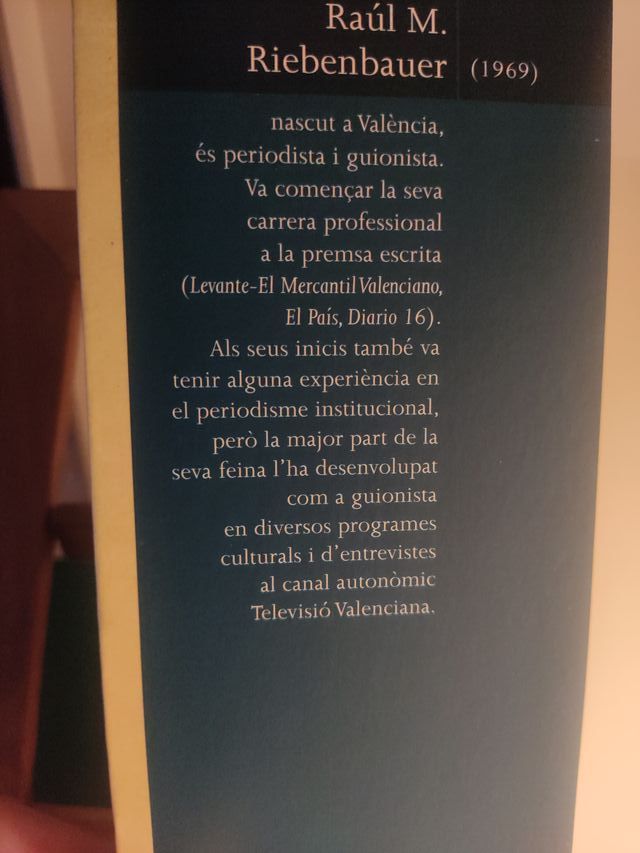 Raúl M.
Riebenbauer (1969)
nascut a València,
és periodista i guionista.
Va començar la seva
carrera professional
a la premsa escrita
(Levante-El Mercantil Valenciano,
El País, Diario 16).
Als seus inicis també va
tenir alguna experiència en
el periodisme institucional,
però la major part de la
seva feina l'ha desenvolupat
com a guionista
en diversos programes
culturals i d'entrevistes
al canal autonòmic
Televisió Valenciana.